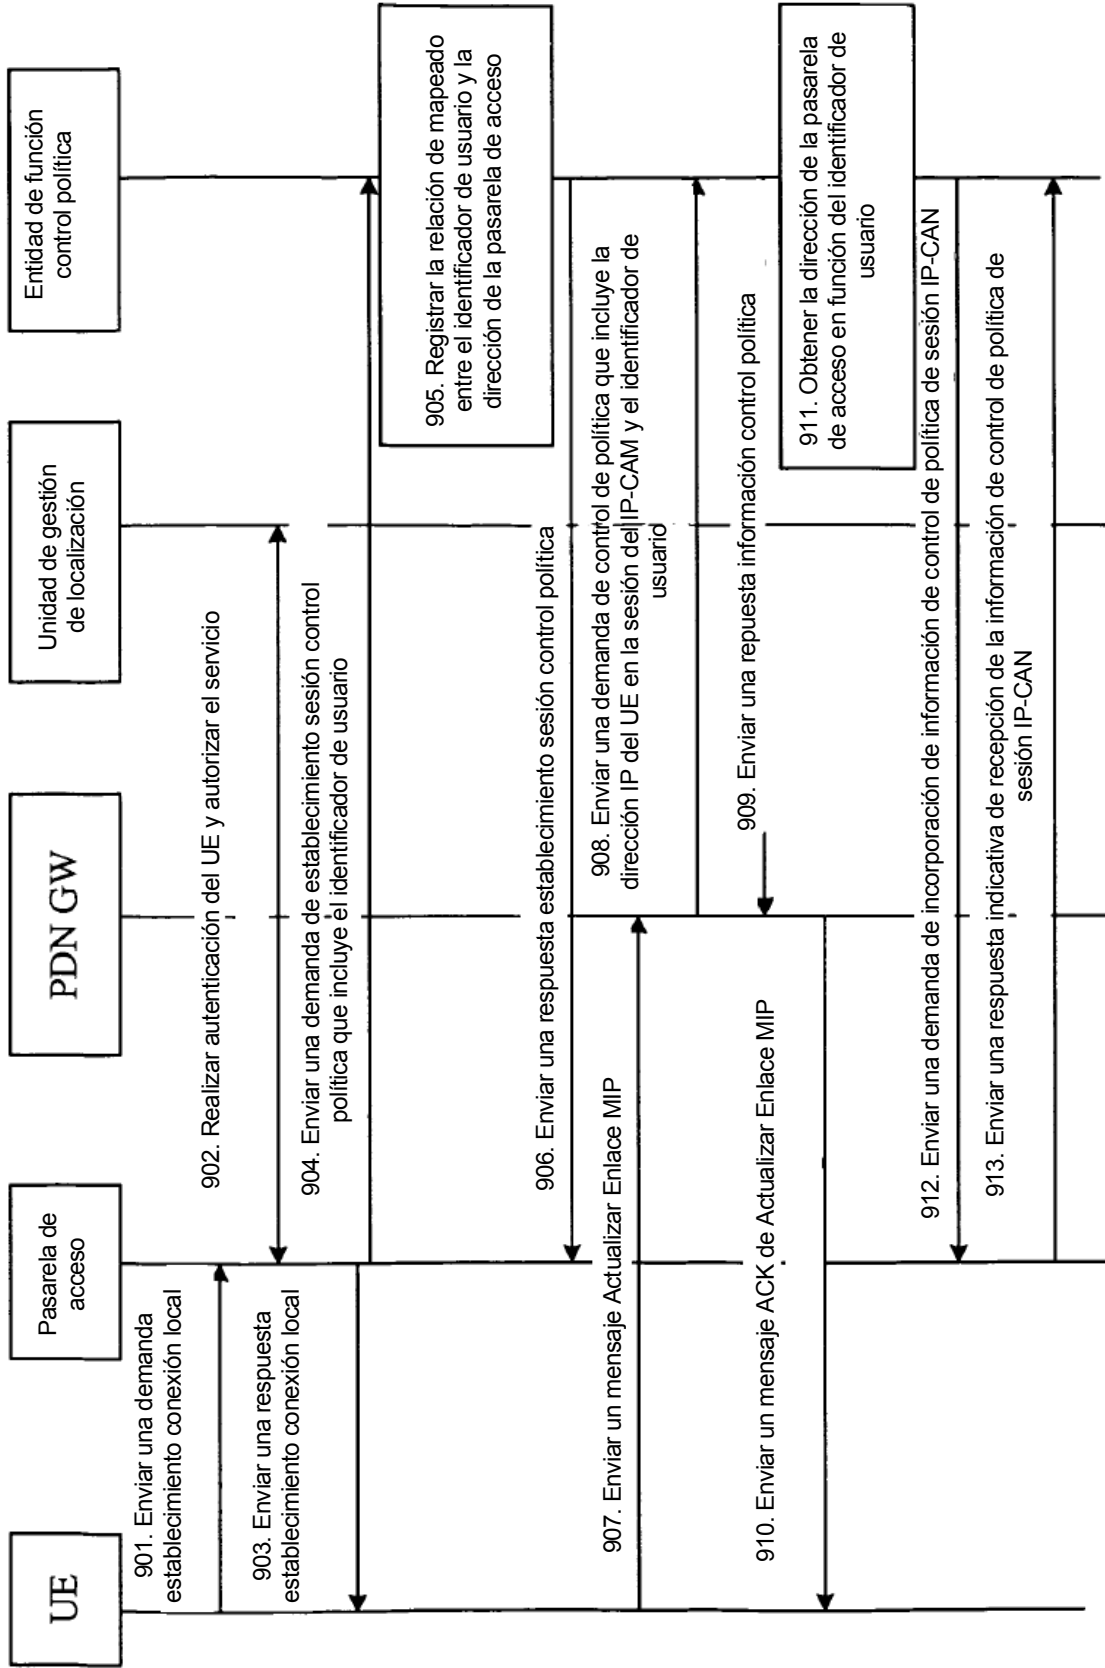 UE
Pasarela de
acceso
PDN GW
Unidad de gestión
de localización
Entidad de función
control política
901. Enviar una demanda
establecimiento conexión local
902. Realizar autenticación del UE y autorizar el servicio
903. Enviar una respuesta
establecimiento conexión local
904. Enviar una demanda de establecimiento sesión control
política que incluye el identificador de usuario
905. Registrar la relación de mapeado
entre el identificador de usuario y la
dirección de la pasarela de acceso
906. Enviar una respuesta establecimiento sesión control política
907. Enviar un mensaje Actualizar Enlace MIP
908. Enviar una demanda de control de política que incluye la
dirección IP del UE en la sesión del IP-CAM y el identificador de
usuario
909. Enviar una repuesta información control política
910. Enviar un mensaje ACK de Actualizar Enlace MIP
911. Obtener la dirección de la pasarela
de acceso en función del identificador de
usuario
912. Enviar una demanda de incorporación de información de control de política de sesión IP-CAN
913. Enviar una respuesta indicativa de recepción de la información de control de política de
sesión IP-CAN